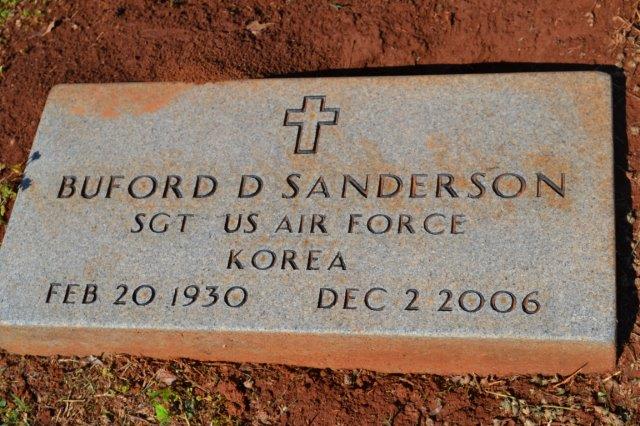 BUFORD D SANDERSON
SGT US AIR FORCE
KOREA
FEB 20 1930 DEC 2 2006